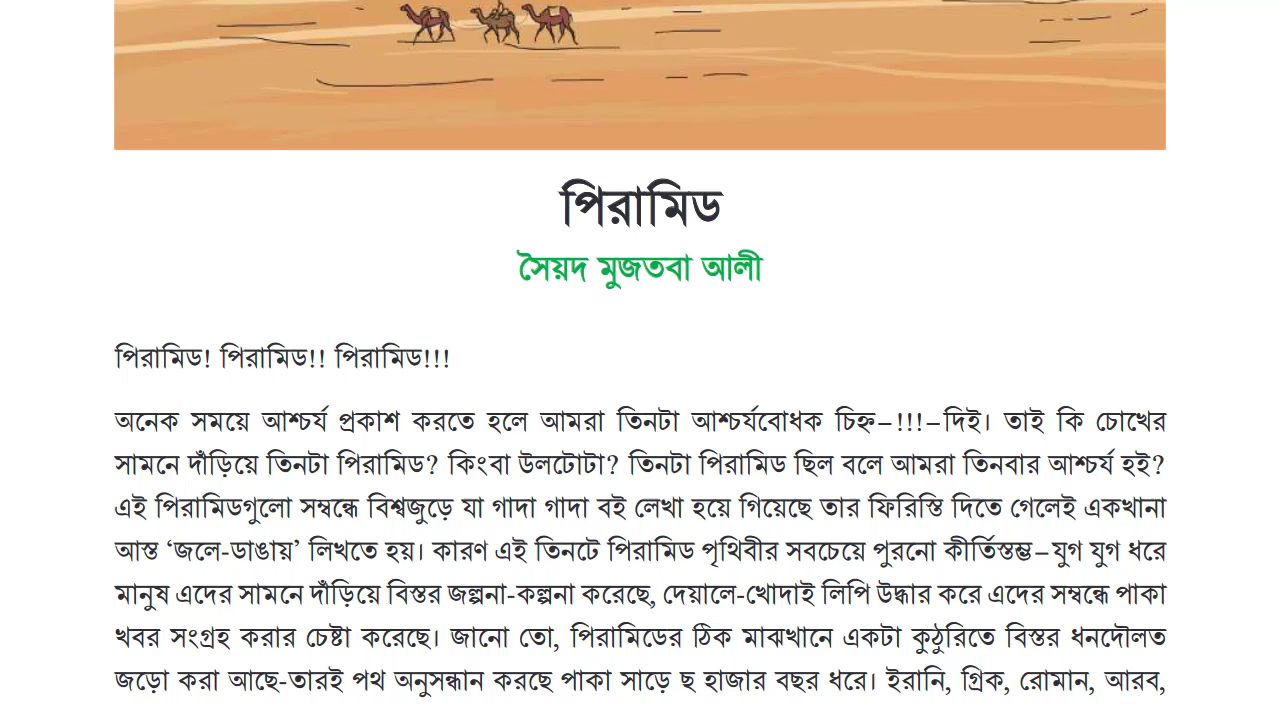 পিরামিড
সৈয়দ মুজতবা আলী
পিরামিড! পিরামিড!! পিরামিড!!!
অনেক সময়ে আশ্চর্য প্রকাশ করতে হলে আমরা তিনটা আশ্চর্যবোধক চিহ্ন–!!!–দিই। তাই কি চোখের
সামনে দাঁড়িয়ে তিনটা পিরামিড? কিংবা উলটোটা? তিনটা পিরামিড ছিল বলে আমরা তিনবার আশ্চর্য হই?
এই পিরামিডগুলো সম্বন্ধে বিশ্বজুড়ে যা গাদা গাদা বই লেখা হয়ে গিয়েছে তার ফিরিস্তি দিতে গেলেই একখানা
আস্ত ‘জলে-ডাঙায়’ লিখতে হয়। কারণ এই তিনটে পিরামিড পৃথিবীর সবচেয়ে পুরনো কীর্তিস্তম্ভ–যুগ যুগ ধরে
মানুষ এদের সামনে দাঁড়িয়ে বিস্তর জল্পনা-কল্পনা করেছে, দেয়ালে-খোদাই লিপি উদ্ধার করে এদের সম্বন্ধে পাকা
খবর সংগ্রহ করার চেষ্টা করেছে। জানো তো, পিরামিডের ঠিক মাঝখানে একটা কুঠুরিতে বিস্তর ধনদৌলত
জড়ো করা আছে-তারই পথ অনুসন্ধান করছে পাকা সাড়ে ছ হাজার বছর ধরে। ইরানি, গ্রিক, রোমান, আরব,